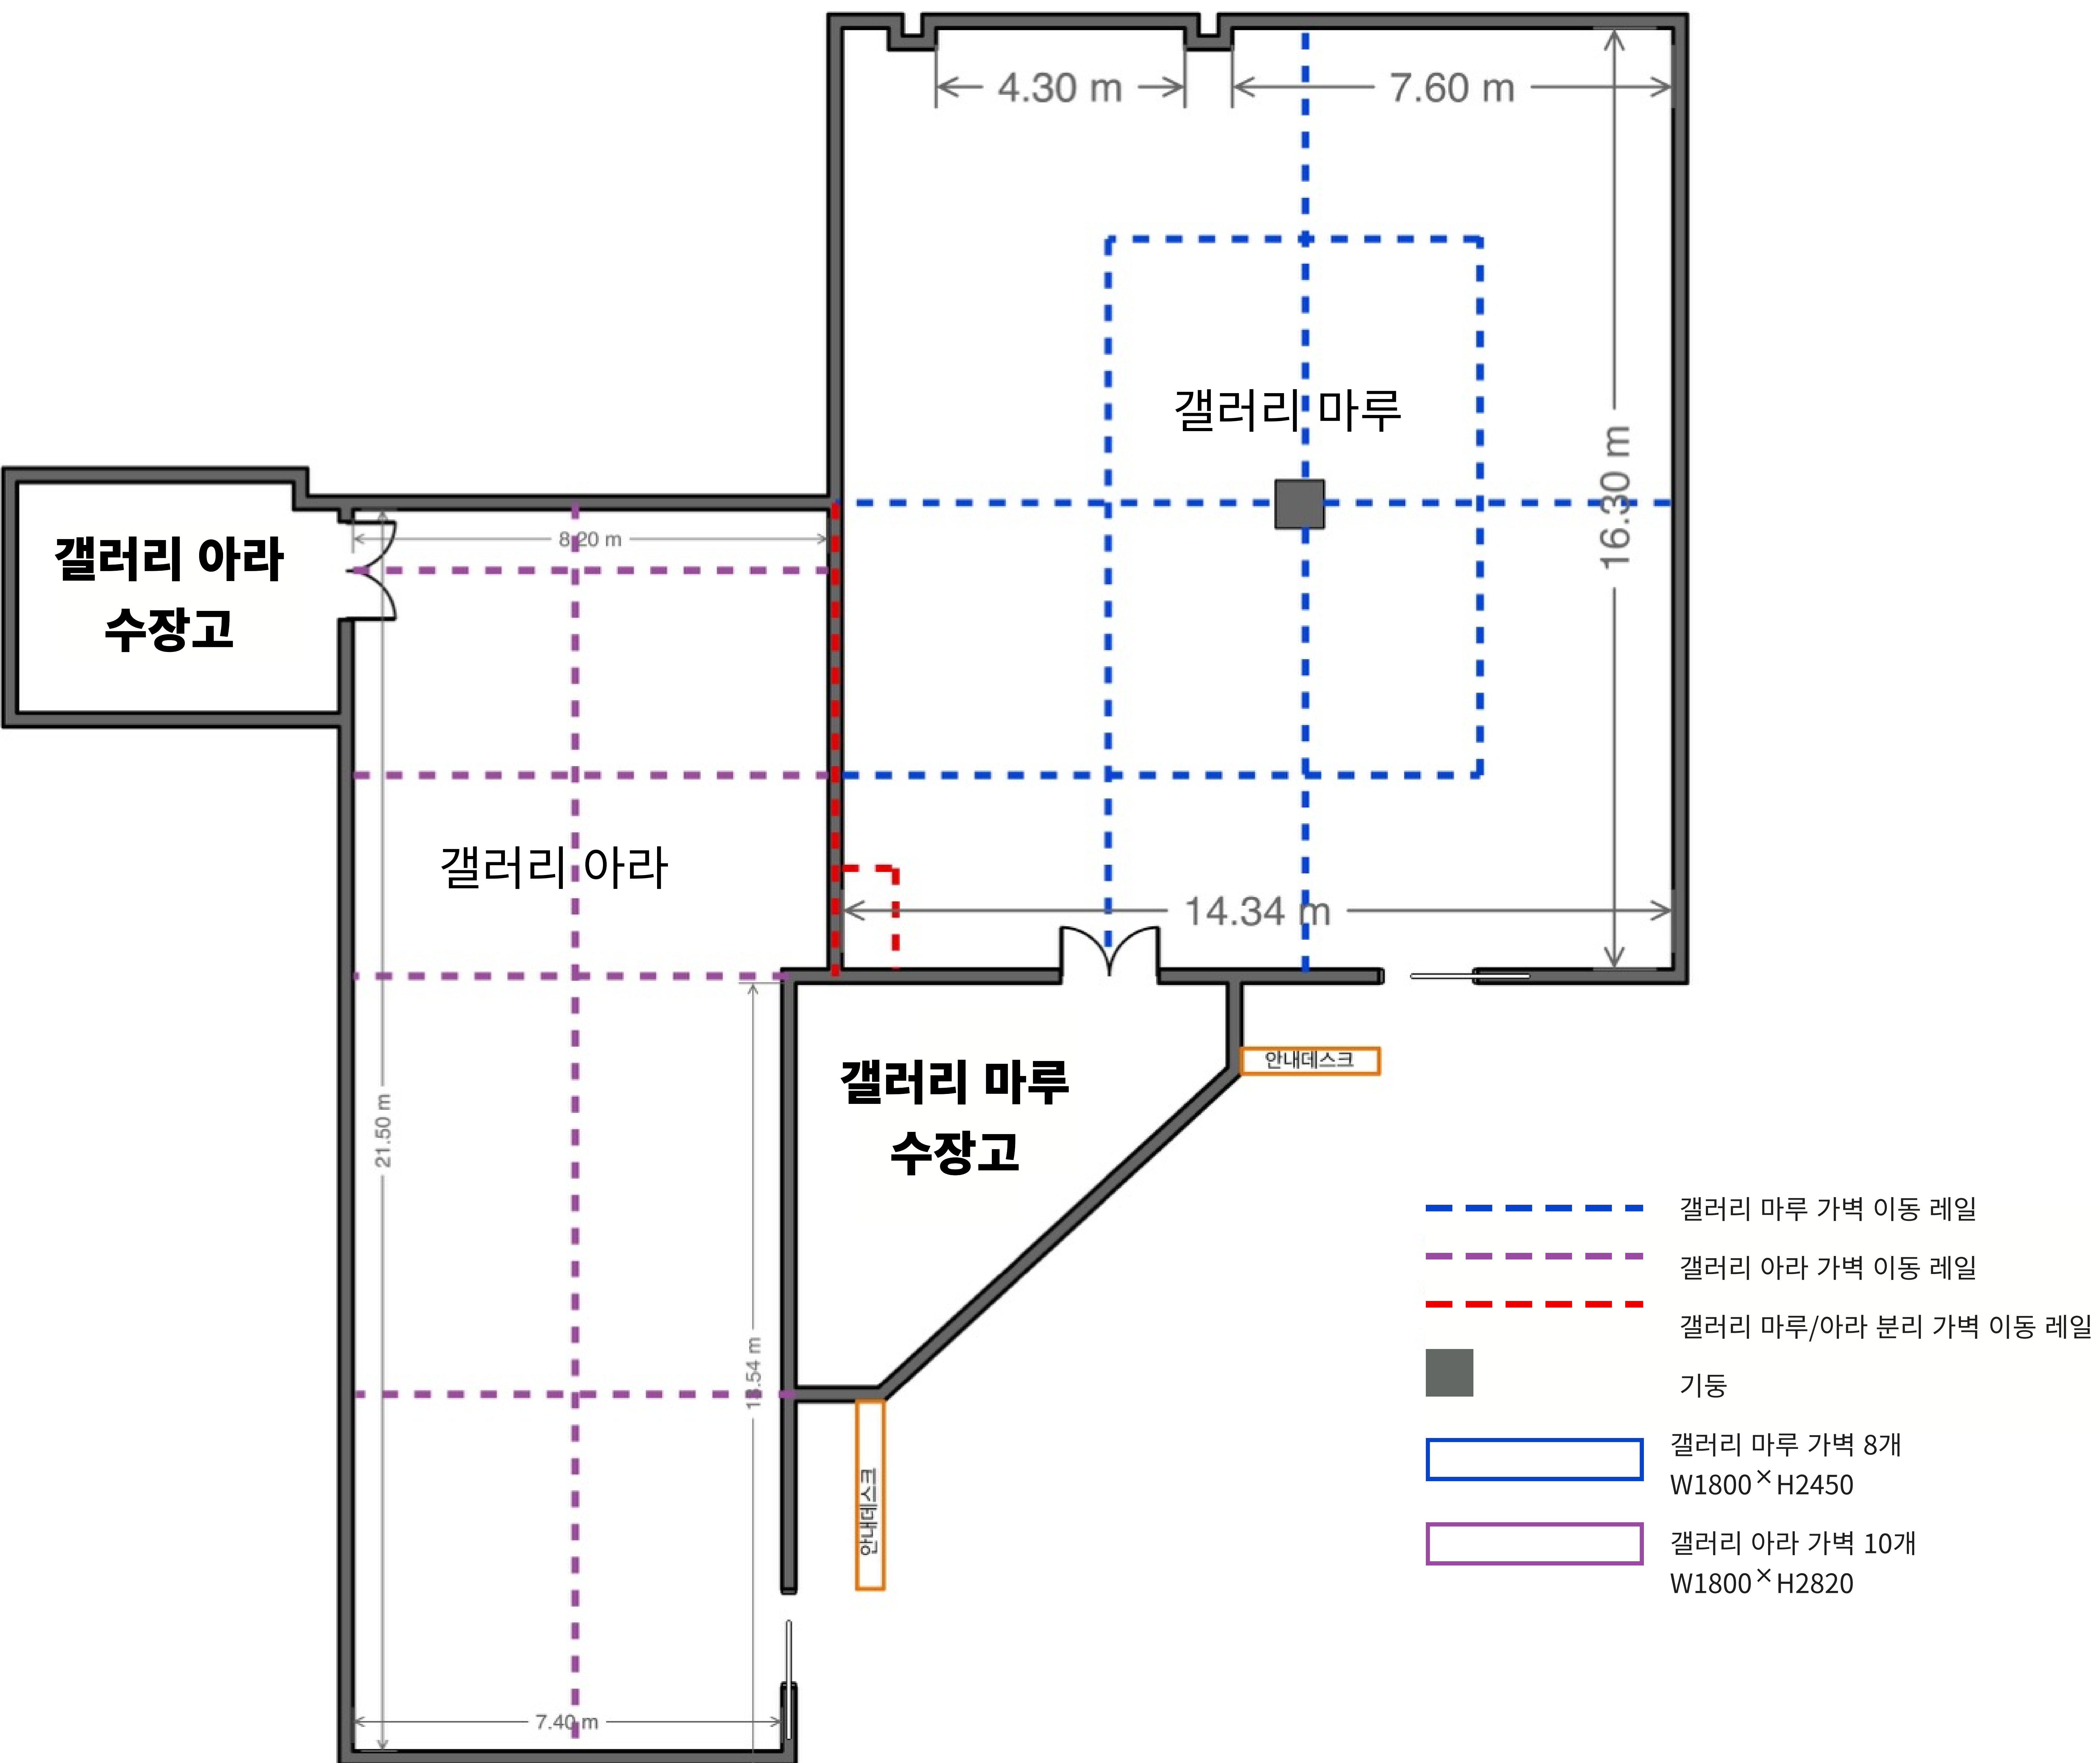 4.30 m
7.60 m
갤러리 마루
16.30 m
갤러리 아라
수장고
8.20 m
갤러리 아라
14.34 m
안내데스크
갤러리 마루
수장고
21.50 m
안내데스크
7.40 m
갤러리 마루 가벽 이동 레일
갤러리 아라 가벽 이동 레일
갤러리 마루/아라 분리 가벽 이동 레일
기둥
갤러리 마루 가벽 8개
W1800×H2450
갤러리 아라 가벽 10개
W1800×H2820